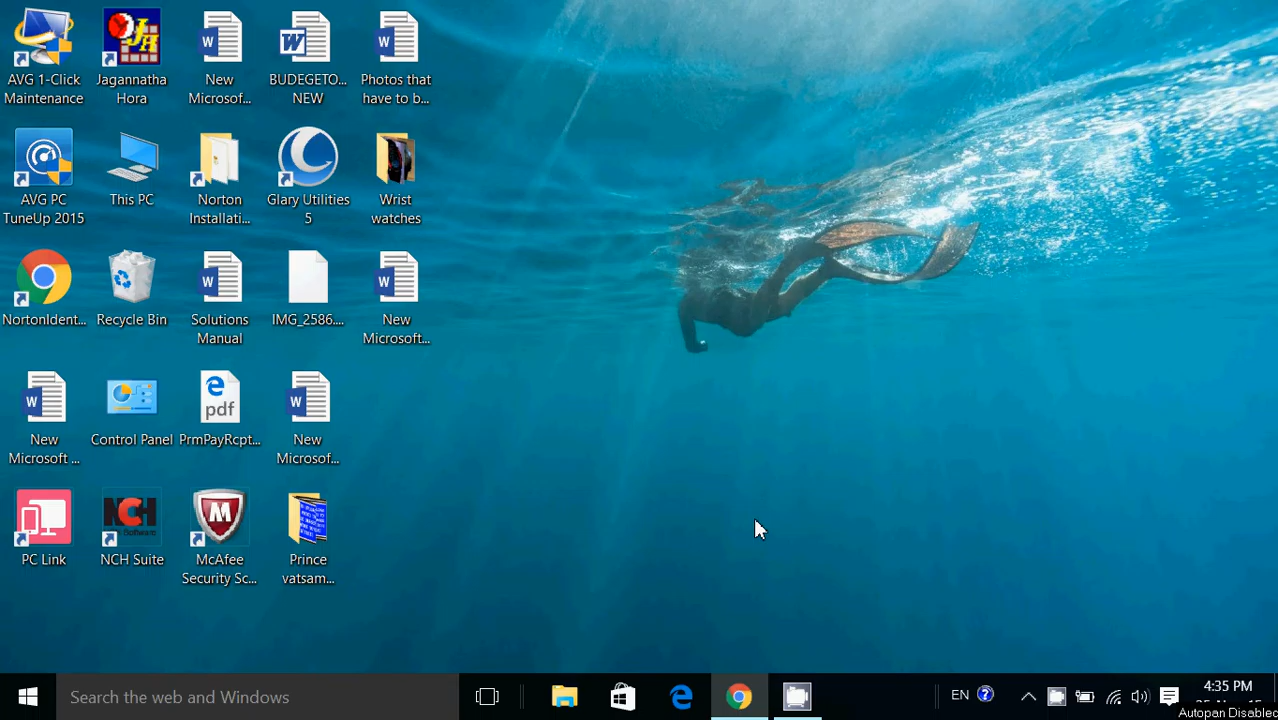 AVG 1-Click
Maintenance
Jagannatha
Hora
New
Microsof...
BUDEGETO...
NEW
Photos that
have to b...
AVG PC
TuneUp 2015
This PC
Norton
Installati...
Glary Utilities
5
Wrist
watches
NortonIdent...
Recycle Bin
Solutions
Manual
IMG_2586....
New
Microsoft...
New
Microsoft ...
Control Panel
pdf
PrmPayRcpt...
New
Microsof...
PC Link
NCH
NCH Suite
McAfee
Security Sc...
Prince
vatsam...
Search the web and Windows
EN
4:35 PM
Autopan Disabled